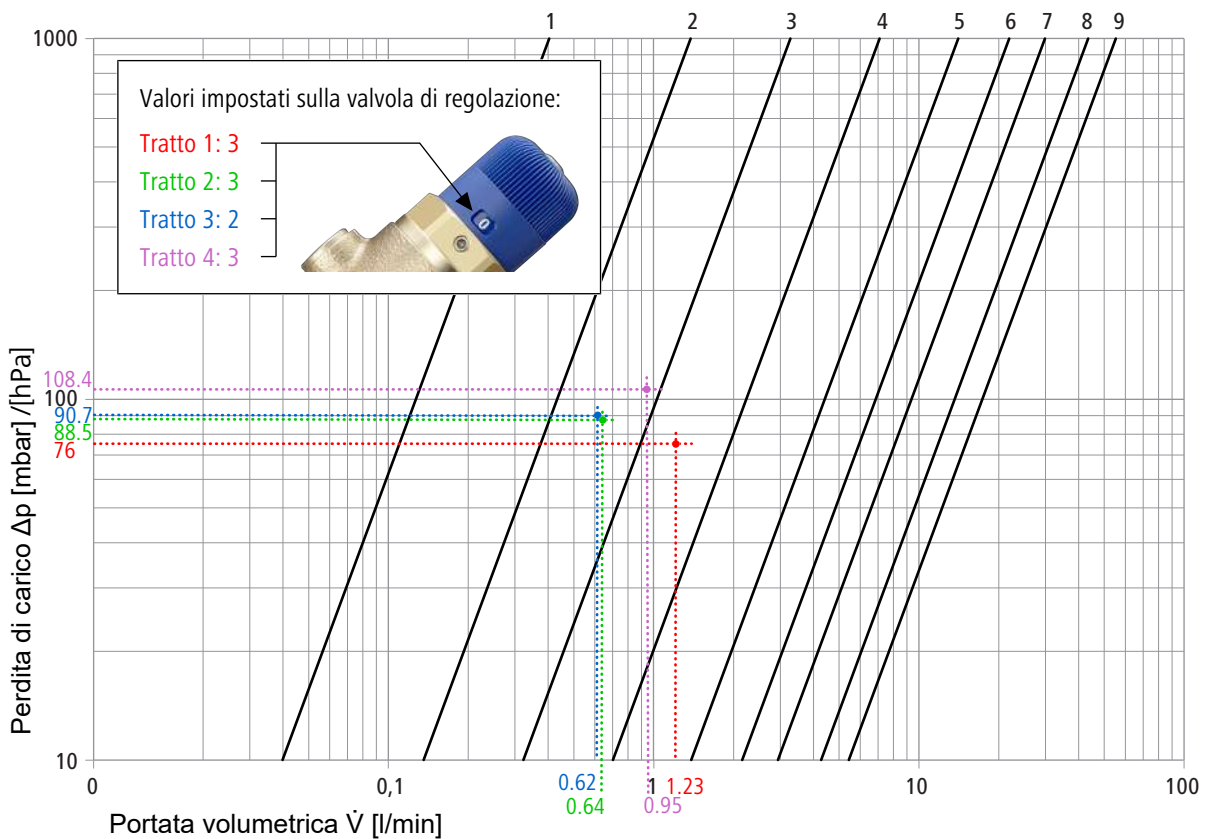 1 2 3 4 5 6 7 8 9
1000
Valori impostati sulla valvola di regolazione:
Tratto 1: 3
Tratto 2: 3
Tratto 3: 2
Tratto 4: 3
0
108.4
100
90.7
88.5
76
10
Perdita di carico Δp [mbar] /[hPa]
0 0,1 1 10 100
0.62 1.23
0.64 0.95
Portata volumetrica V̇ [l/min]